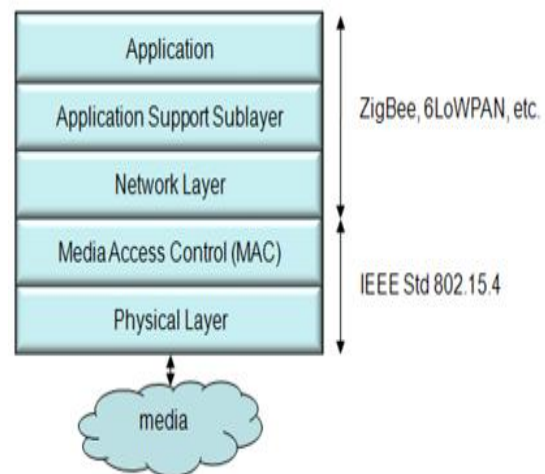 Application
Application Support Sublayer
ZigBee, 6LoWPAN, etc.
Network Layer
Media Access Control (MAC)
IEEE Std 802.15.4
Physical Layer
media